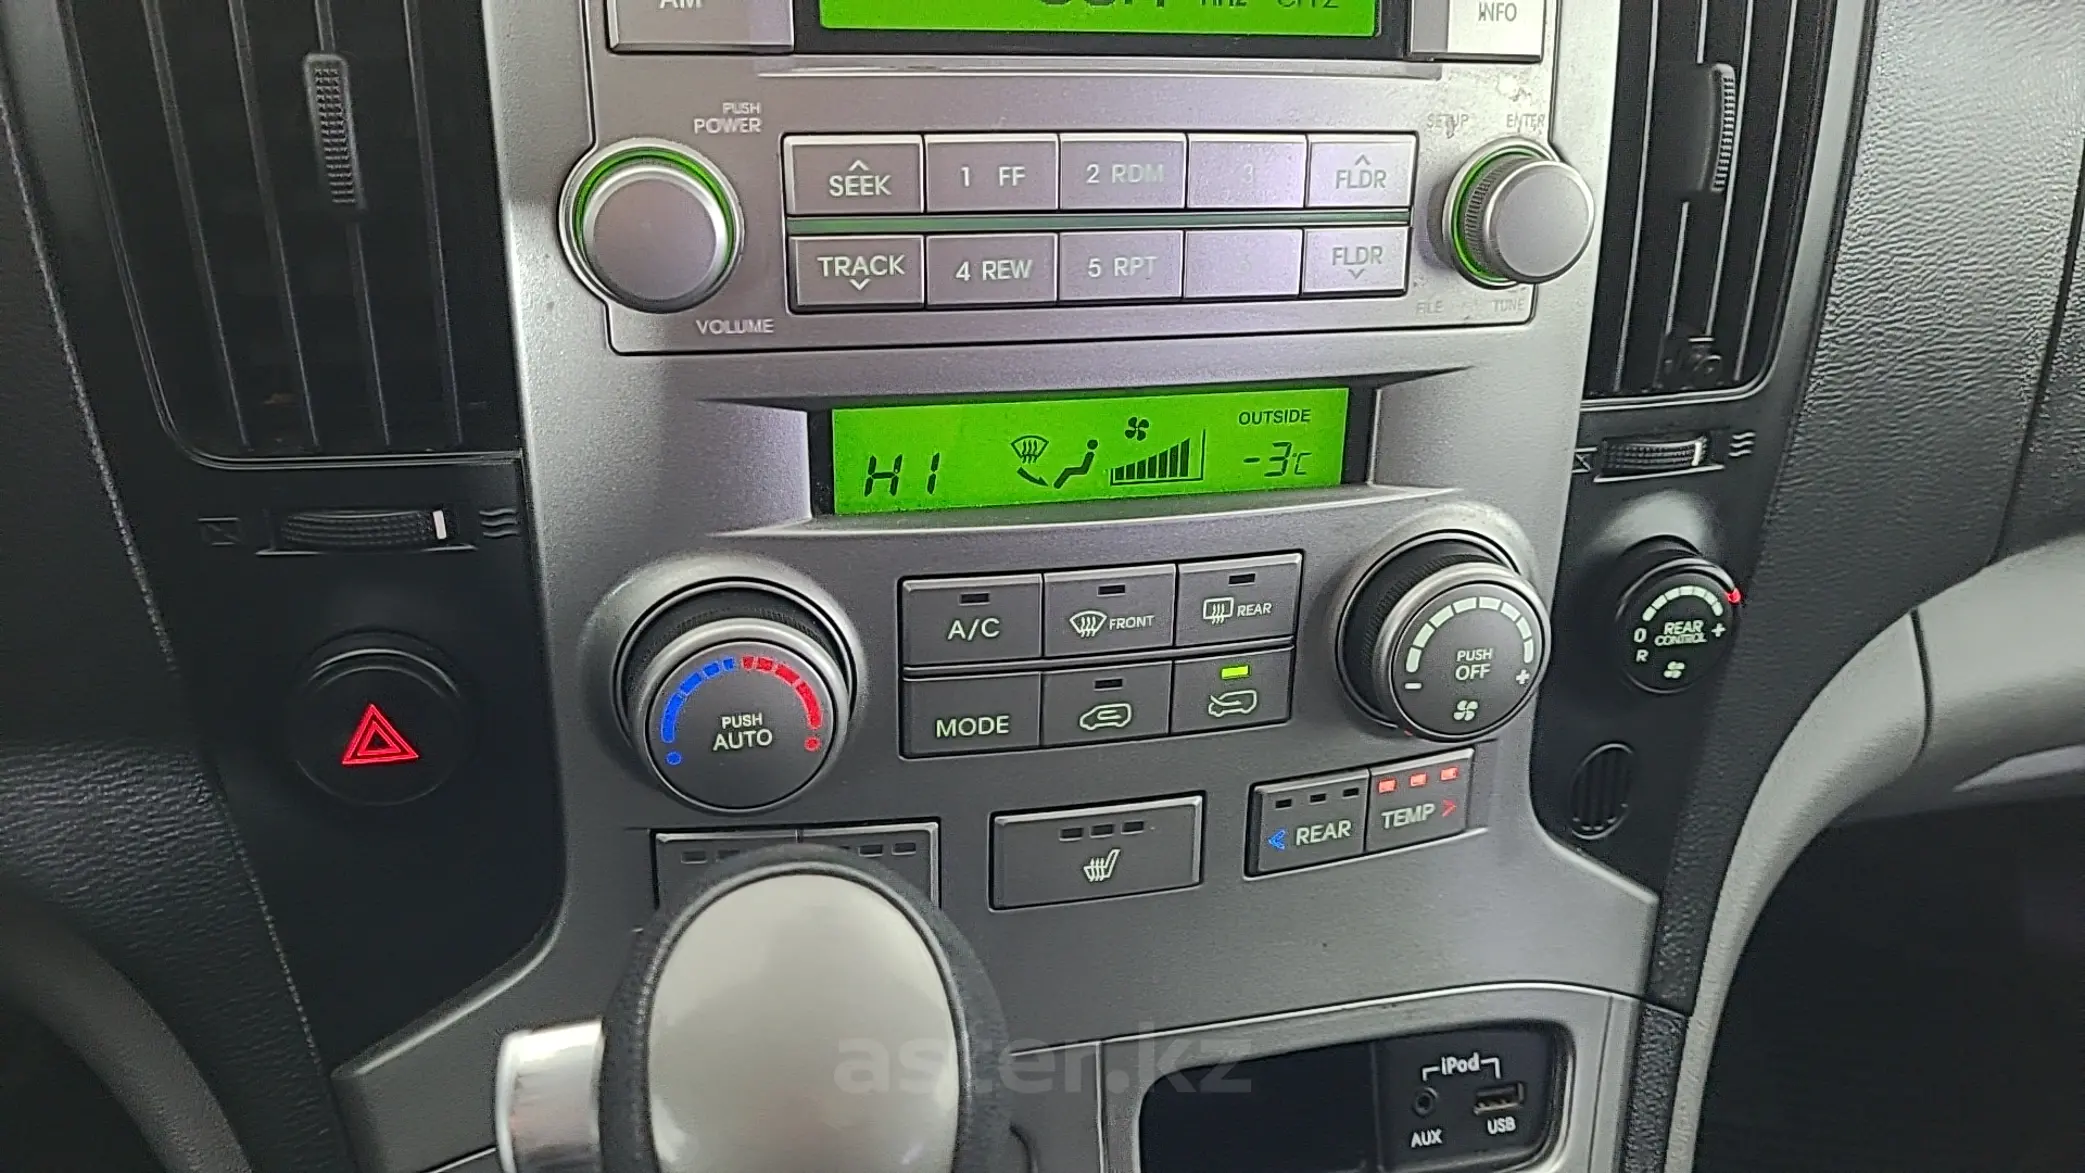 AM
INFO
PUSH
POWER
SETUP
ENTER
SEEK
1 FF
2 RDM
3
FLDR
TRACK
4 REW
5 RPT
FLDR
VOLUME
FILE
TUNE
OUTSIDE
HI
-3°C
A/C
FRONT
REAR
MODE
PUSH
AUTO
PUSH
OFF
- +
0 REAR +
CONTROL
R
< REAR
TEMP >
aster.kz
iPod
AUX
USB